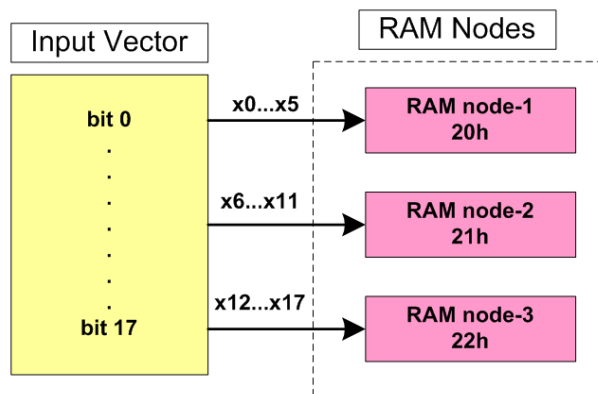 Input Vector
RAM Nodes
bit 0
.
.
.
.
.
.
.
bit 17
x0...x5
x6...x11
x12...x17
RAM node-1
20h
RAM node-2
21h
RAM node-3
22h